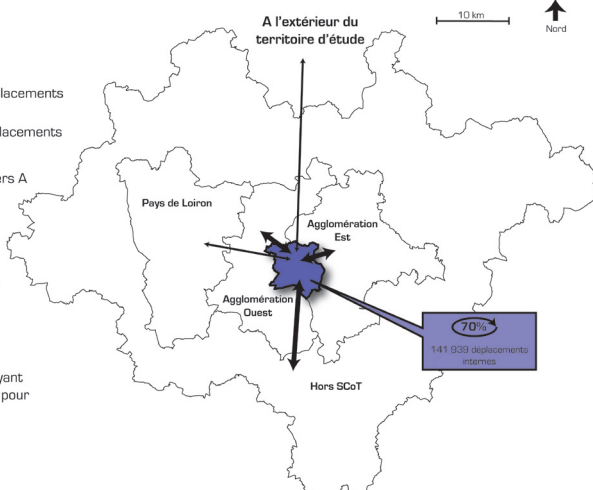 A l'extérieur du
territoire d'étude
10 km
Nord
lacements
lacements
ers A
Pays de Loiron
Agglomération
Est
Agglomération
Ouest
70%
141 939 déplacements
internes
Hors SCoT
yant
pour